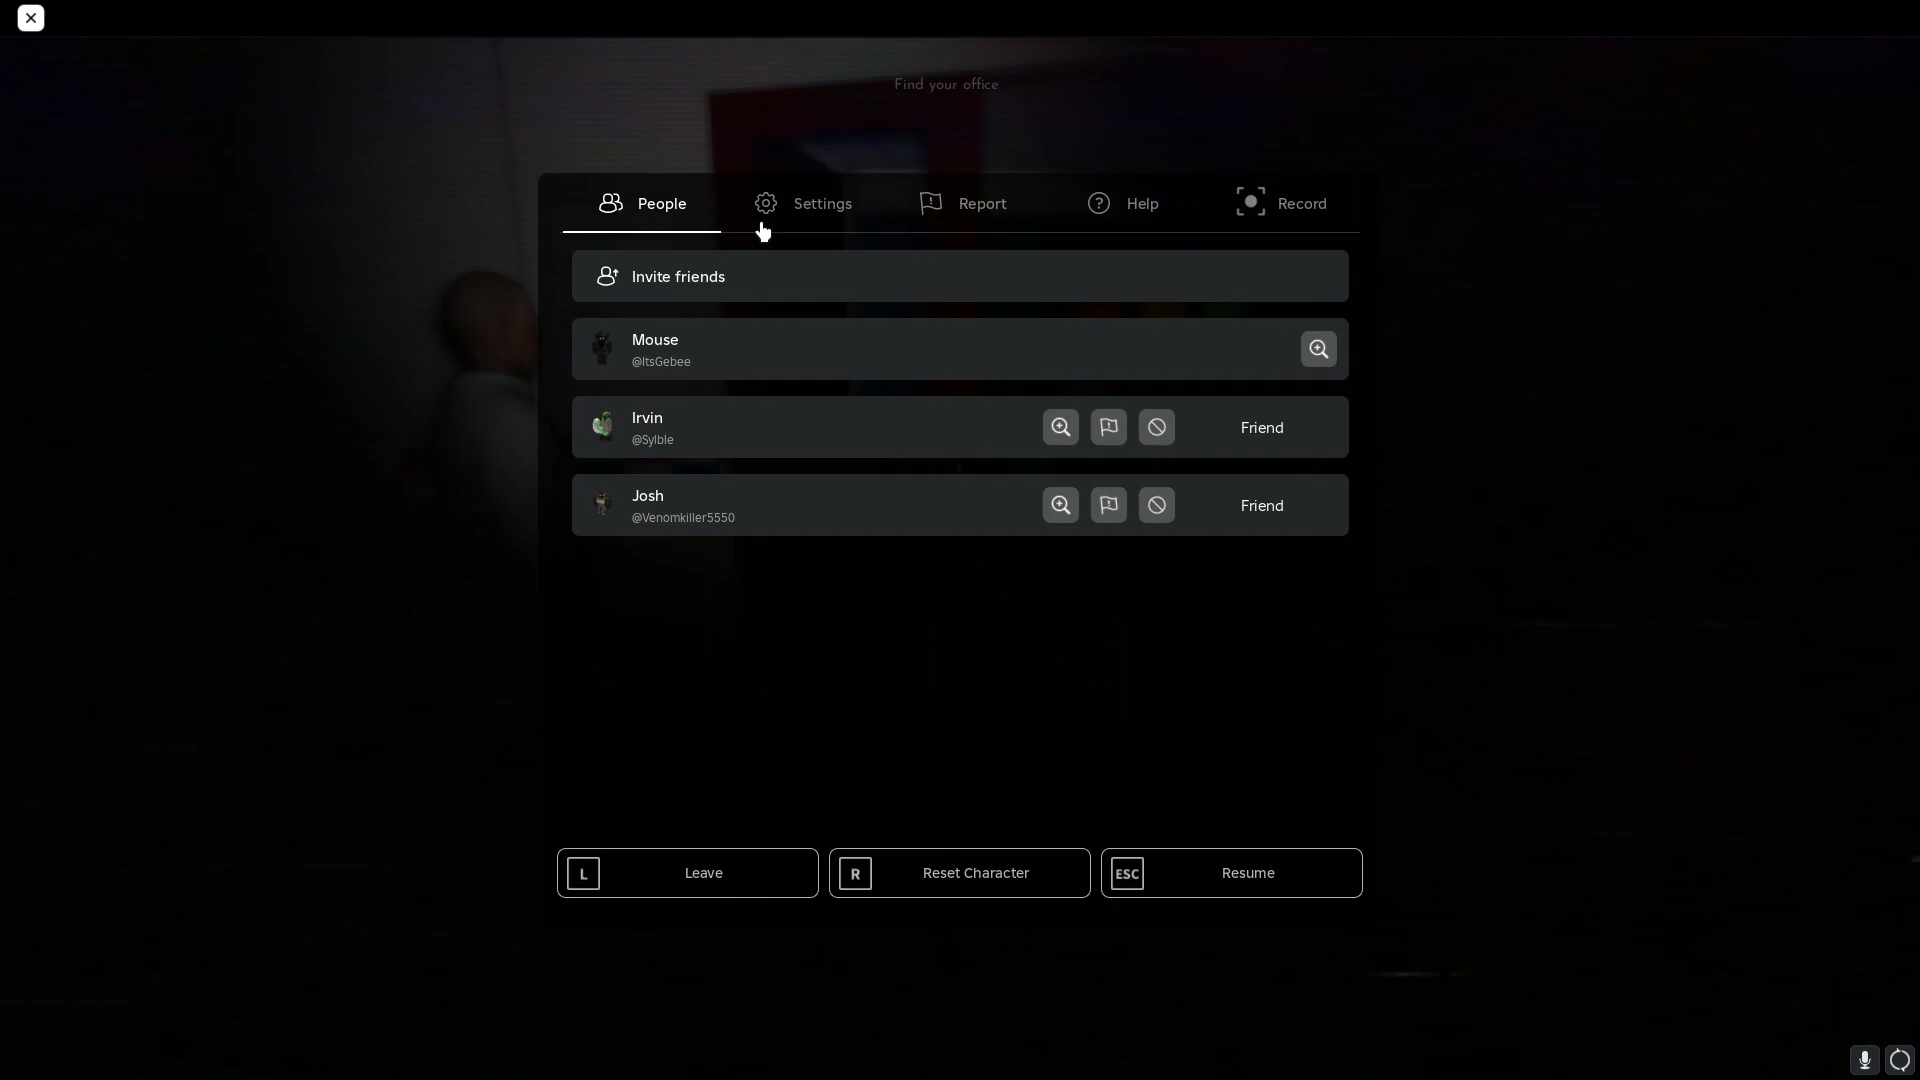 Find your office
People
Settings
Report
Help
Record
Invite friends
Mouse
@ItsGebee
Irvin
@Sylble
Friend
Josh
@Venomkiller5550
Friend
L Leave
R Reset Character
ESC Resume